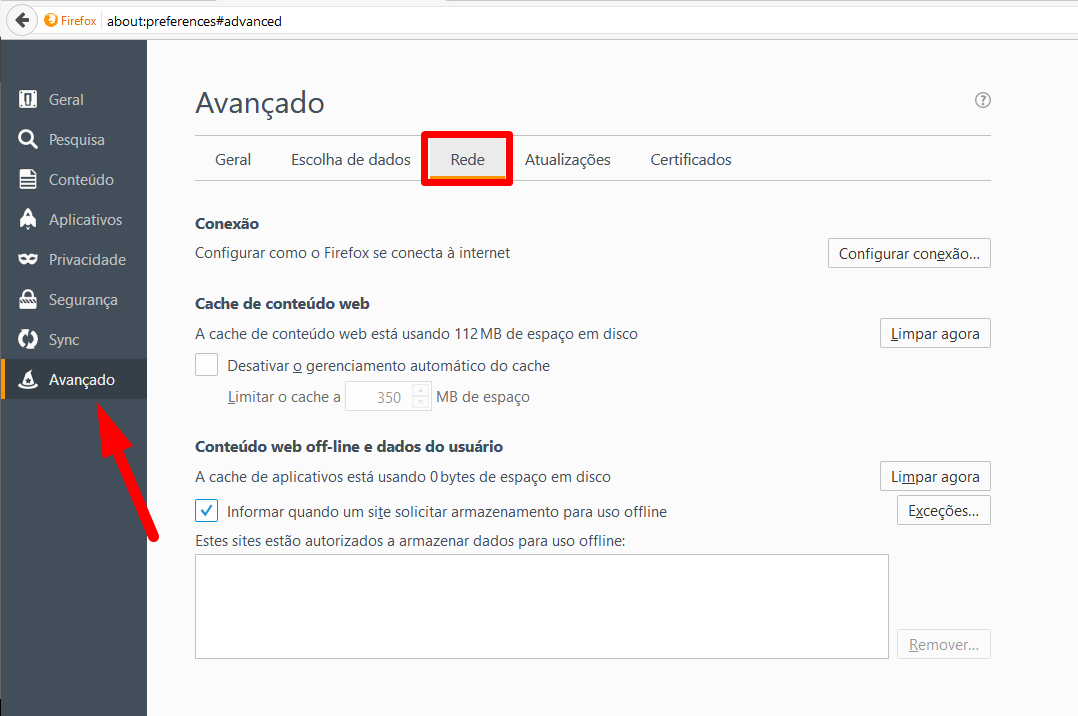 Firefox about:preferences#advanced
Geral
Pesquisa
Conteúdo
Aplicativos
Privacidade
Segurança
Sync
Avançado
Avançado
?
Geral Escolha de dados Rede Atualizações Certificados
Conexão
Configurar como o Firefox se conecta à internet Configurar conexão...
Cache de conteúdo web
A cache de conteúdo web está usando 112 MB de espaço em disco Limpar agora
Desativar o gerenciamento automático do cache
Limitar o cache a 350 MB de espaço
Conteúdo web off-line e dados do usuário
A cache de aplicativos está usando 0 bytes de espaço em disco Limpar agora
Informar quando um site solicitar armazenamento para uso offline Exceções...
Estes sites estão autorizados a armazenar dados para uso offline:
Remover...